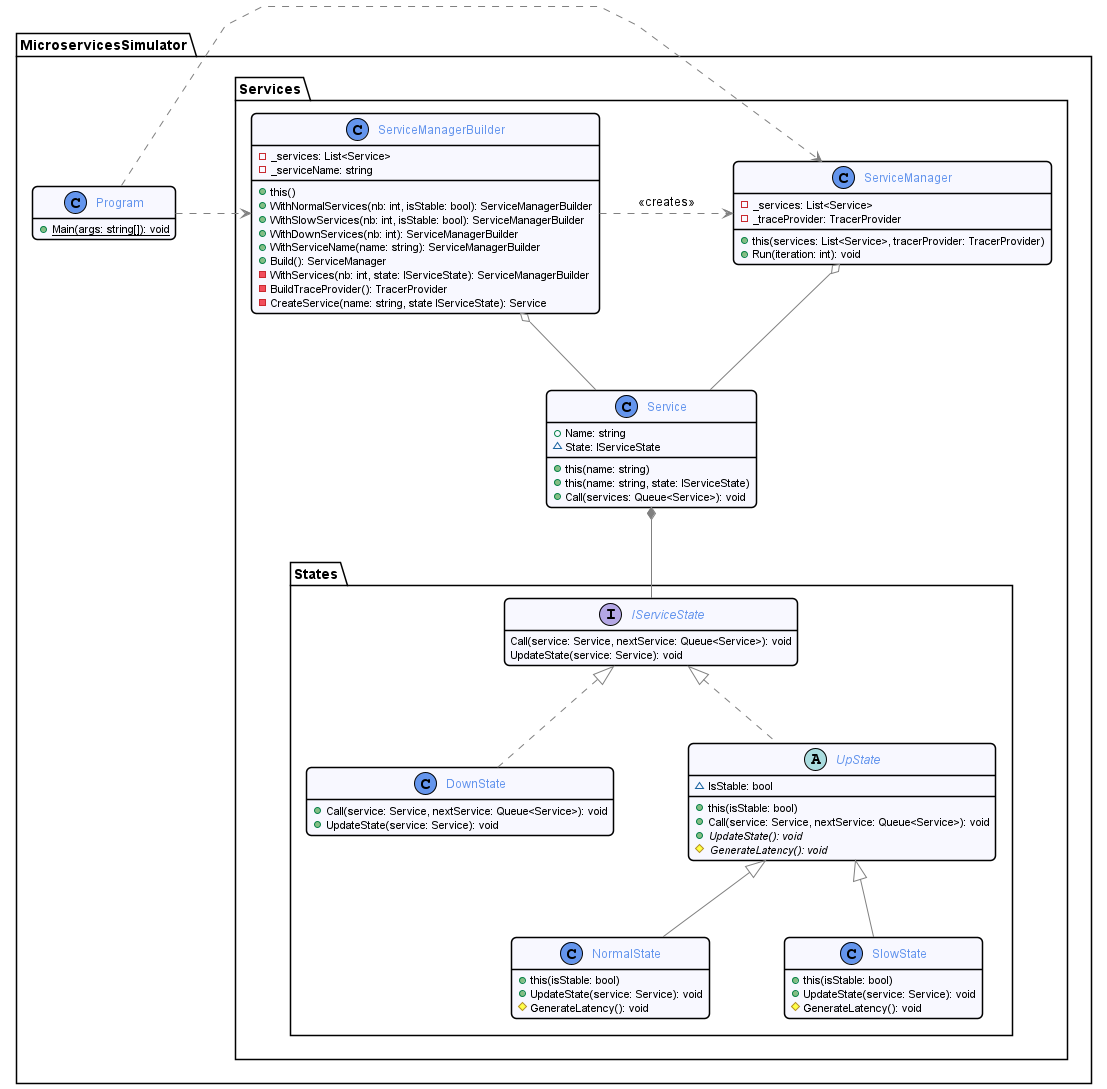 MicroservicesSimulator
Services
C ServiceManagerBuilder
_services: List<Service>
_serviceName: string
this()
WithNormalServices(nb: int, isStable: bool): ServiceManagerBuilder
WithSlowServices(nb: int, isStable: bool): ServiceManagerBuilder
WithDownServices(nb: int): ServiceManagerBuilder
WithServiceName(name: string): ServiceManagerBuilder
Build(): ServiceManager
WithServices(nb: int, state: IServiceState): ServiceManagerBuilder
BuildTraceProvider(): TracerProvider
CreateService(name: string, state IServiceState): Service
C Program
Main(args: string[]): void
«creates»
C ServiceManager
_services: List<Service>
_traceProvider: TracerProvider
this(services: List<Service>, tracerProvider: TracerProvider)
Run(iteration: int): void
C Service
Name: string
State: IServiceState
this(name: string)
this(name: string, state: IServiceState)
Call(services: Queue<Service>): void
States
I IServiceState
Call(service: Service, nextService: Queue<Service>): void
UpdateState(service: Service): void
C DownState
Call(service: Service, nextService: Queue<Service>): void
UpdateState(service: Service): void
A UpState
IsStable: bool
this(isStable: bool)
Call(service: Service, nextService: Queue<Service>): void
UpdateState(): void
GenerateLatency(): void
C NormalState
this(isStable: bool)
UpdateState(service: Service): void
GenerateLatency(): void
C SlowState
this(isStable: bool)
UpdateState(service: Service): void
GenerateLatency(): void